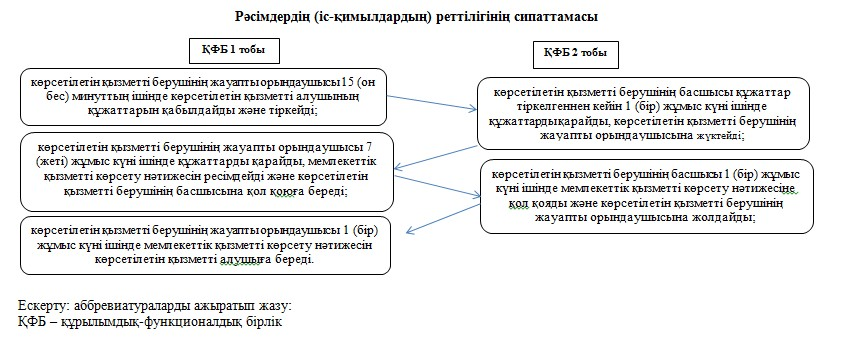 Рәсімдердің (іс-қимылдардың) реттілігінің сипаттамасы
ҚФБ 1 тобы
ҚФБ 2 тобы
көрсетілетін қызметті берушінің жауапты орындаушысы 15 (он
бес) минуттың ішінде көрсетілетін қызметті алушының
құжаттарын қабылдайды және тіркейді;
көрсетілетін қызметті берушінің басшысы құжаттар
тіркелгеннен кейін 1 (бір) жұмыс күні ішінде
құжаттардықарайды, көрсетілетін қызметті берушінің
жауапты орындаушысына жүктейді;
көрсетілетін қызметті берушінің жауапты орындаушысы 7
(жеті) жұмыс күні ішінде құжаттарды қарайды, мемлекеттік
қызметті көрсету нәтижесін ресімдейді және көрсетілетін
қызметті берушінің басшысына қол қоюға береді;
көрсетілетін қызметті берушінің басшысы 1 (бір) жұмыс
күні ішінде мемлекеттік қызметті көрсету нәтижесіне
қол қояды және көрсетілетін қызметті берушінің
жауапты орындаушысына жолдайды;
көрсетілетін қызметті берушінің жауапты орындаушысы 1 (бір)
жұмыс күні ішінде мемлекеттік қызметті көрсету нәтижесін
көрсетілетін қызметті алушыға береді.
Ескерту: аббревиатураларды ажыратып жазу:
ҚФБ – құрылымдық-функционалдық бірлік